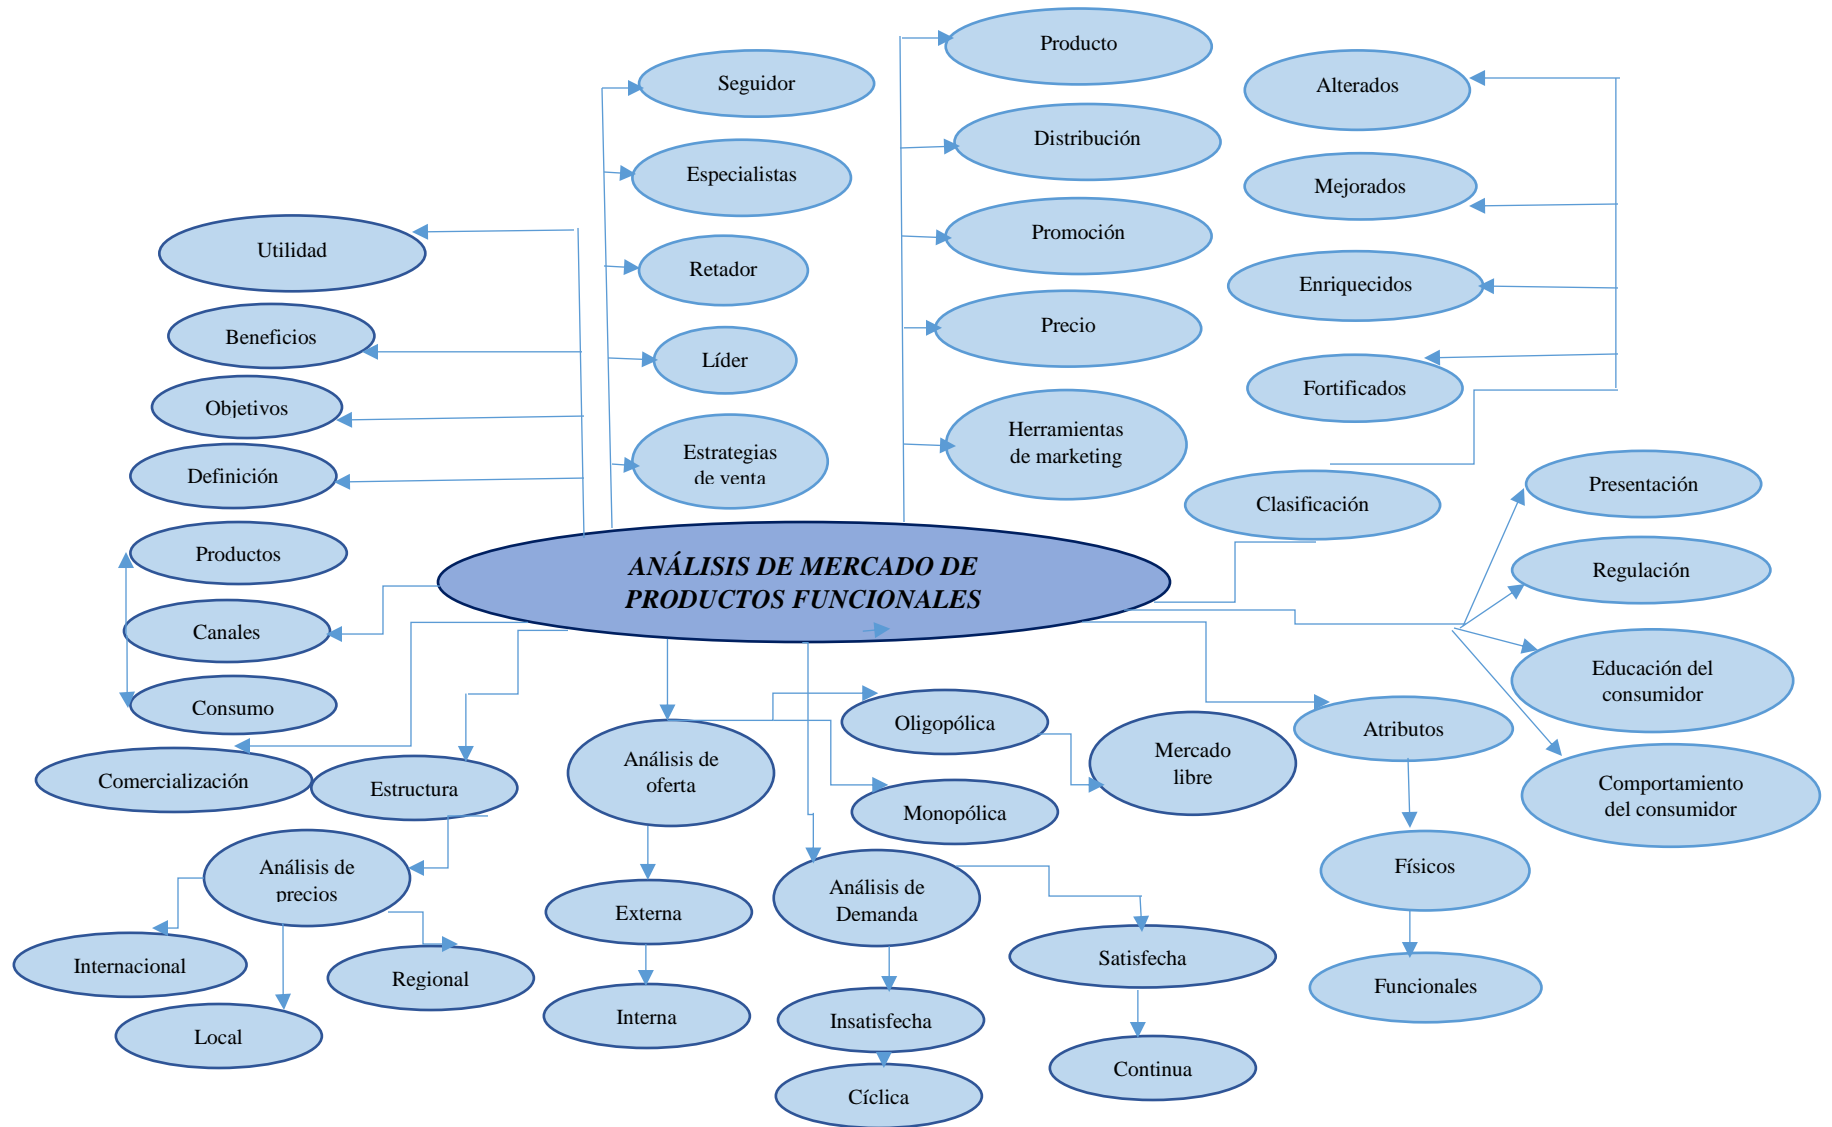 Producto
Seguidor
Alterados
Distribución
Especialistas
Mejorados
Promoción
Utilidad
Retador
Enriquecidos
Precio
Beneficios
Líder
Fortificados
Objetivos
Herramientas
de marketing
Estrategias
de venta
Definición
Clasificación
Presentación
Productos
ANÁLISIS DE MERCADO DE
PRODUCTOS FUNCIONALES
Regulación
Canales
Educación del
consumidor
Consumo
Oligopólica
Atributos
Mercado
libre
Análisis de
oferta
Comercialización
Estructura
Comportamiento
del consumidor
Monopólica
Análisis de
precios
Físicos
Análisis de
Demanda
Externa
Satisfecha
Internacional
Regional
Funcionales
Interna
Insatisfecha
Local
Continua
Cíclica